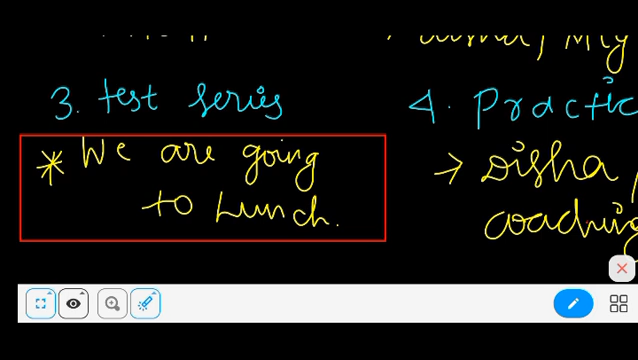 3. test series
* We are going
to Lunch.
4. Practic
→ Disha,
coaching